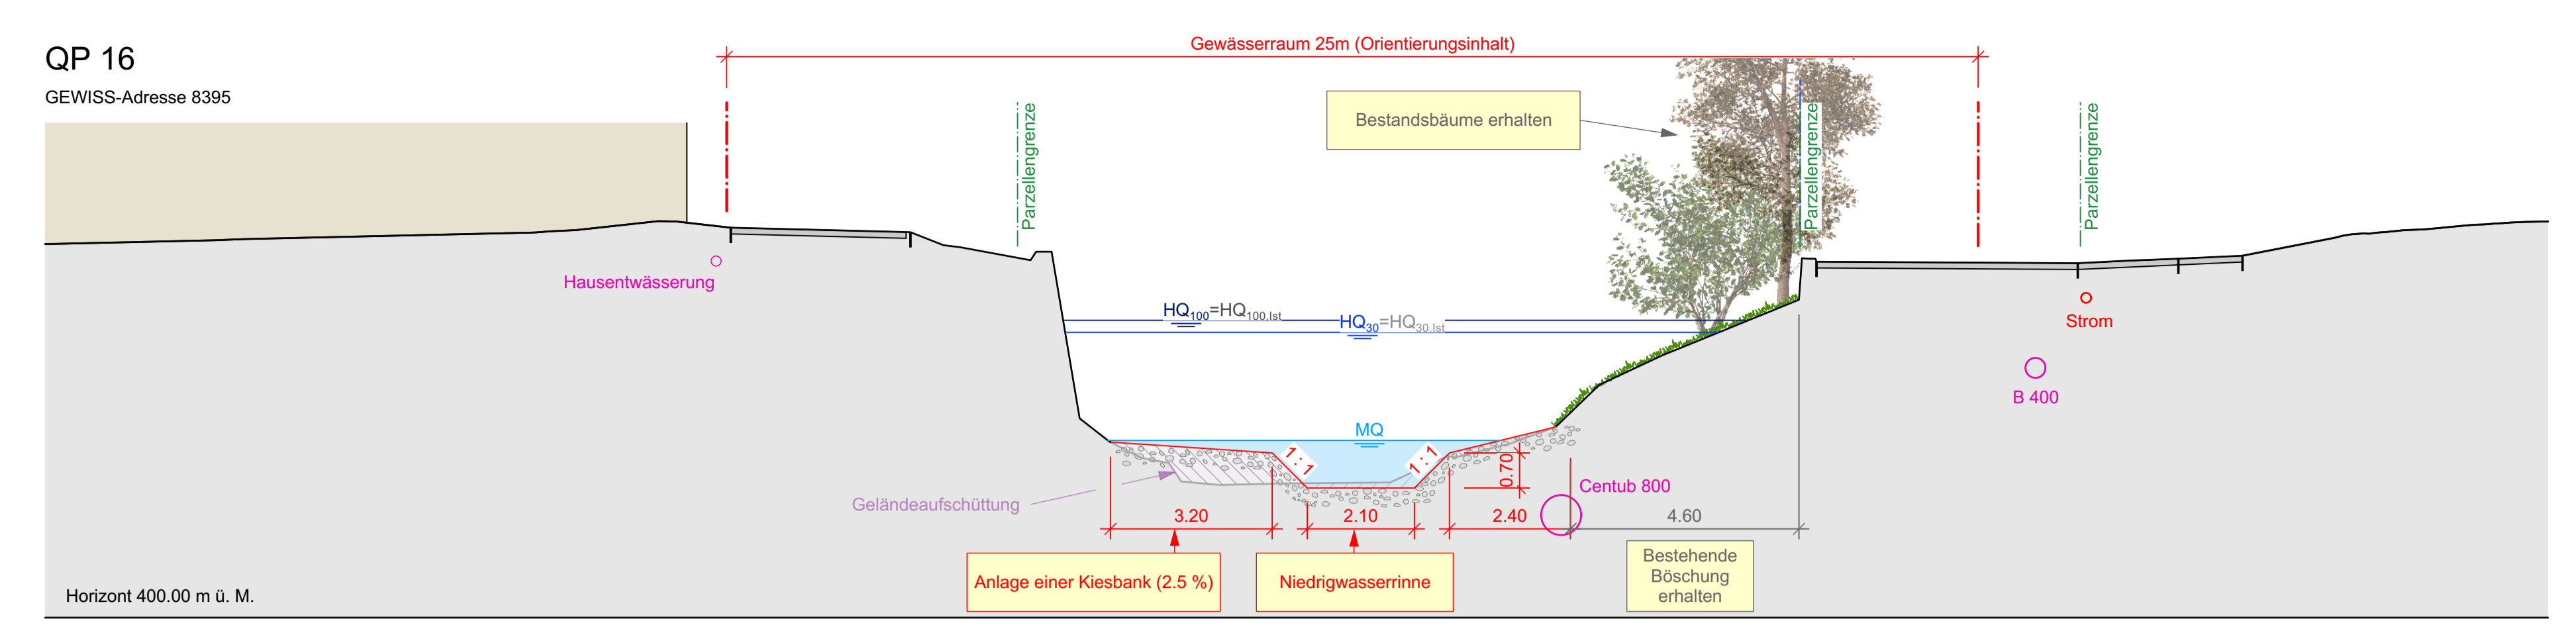 Gewässerraum 25m (Orientierungsinhalt)
QP 16
GEWISS-Adresse 8395
Bestandsbäume erhalten
Parzellengrenze
Parzellengrenze
Parzellengrenze
Hausentwässerung
HQ100=HQ100,Ist
HQ30=HQ30,Ist
Strom
B 400
MQ
1 : 1
1 : 1
0.70
Geländeaufschüttung
Centub 800
3.20
2.10
2.40
4.60
Anlage einer Kiesbank (2.5 %)
Niedrigwasserrinne
Bestehende
Böschung
erhalten
Horizont 400.00 m ü. M.